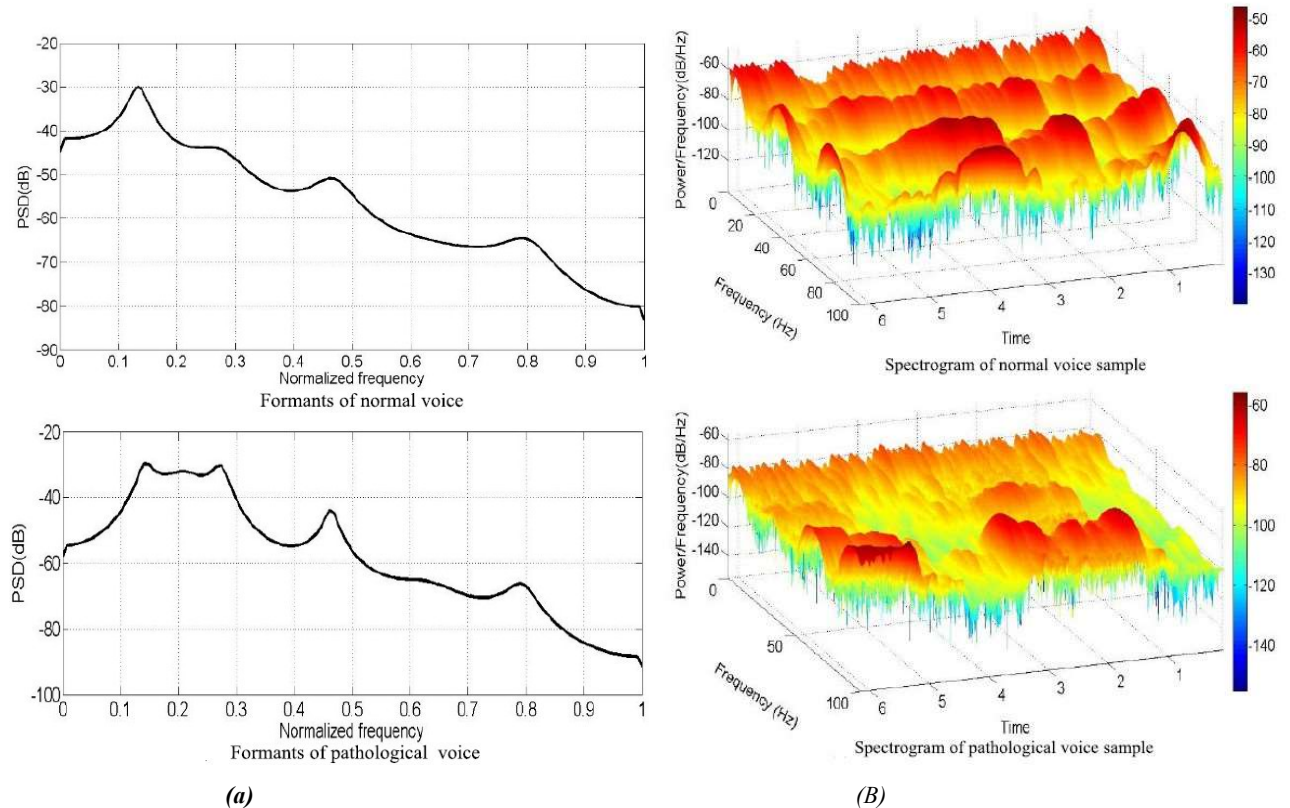 -20
-30
-40
-50
-60
-70
-80
-90
PSD(dB)
0 0.1 0.2 0.3 0.4 0.5 0.6 0.7 0.8 0.9 1
Normalized frequency
Formants of normal voice
-60
-80
-100
-120
Power/Frequency(dB/Hz)
0
20
40
60
80
100
Frequency (Hz)
6 5 4 3 2 1
Time
-50
-60
-70
-80
-90
-100
-110
-120
-130
Spectrogram of normal voice sample
-20
-40
-60
-80
-100
PSD(dB)
0 0.1 0.2 0.3 0.4 0.5 0.6 0.7 0.8 0.9 1
Normalized frequency
Formants of pathological voice
-60
-80
-100
-120
-140
Power/Frequency(dB/Hz)
0
50
100
Frequency (Hz)
6 5 4 3 2 1
Time
-60
-80
-100
-120
-140
Spectrogram of pathological voice sample
(a) (B)